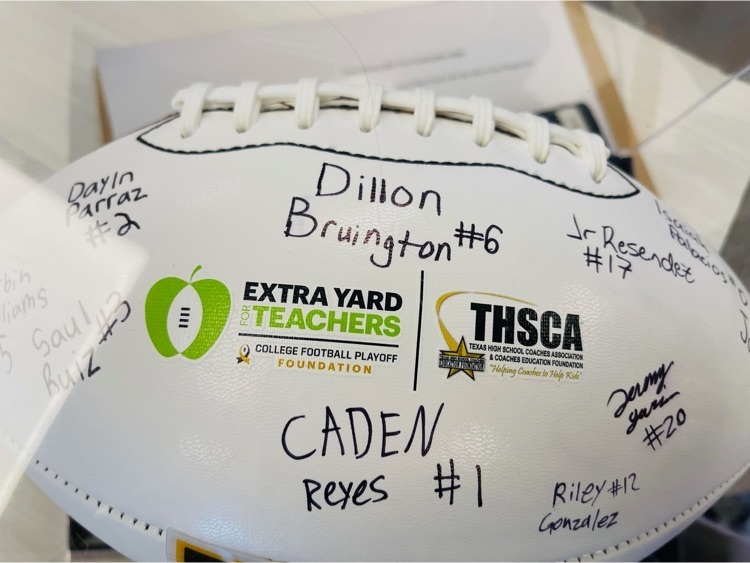 Dayln
Parraz
#2
Dillon
Bruington #6
Jr Resendez
#17
Saul #3
Ruiz
EXTRA YARD
FOR TEACHERS
COLLEGE FOOTBALL PLAYOFF
FOUNDATION
THSCA
TEXAS HIGH SCHOOL COACHES ASSOCIATION
& COACHES EDUCATION FOUNDATION
"Helping Coaches to Help Kids"
CADEN
Reyes #1
Jeremy
#20
Riley #12
Gonzalez